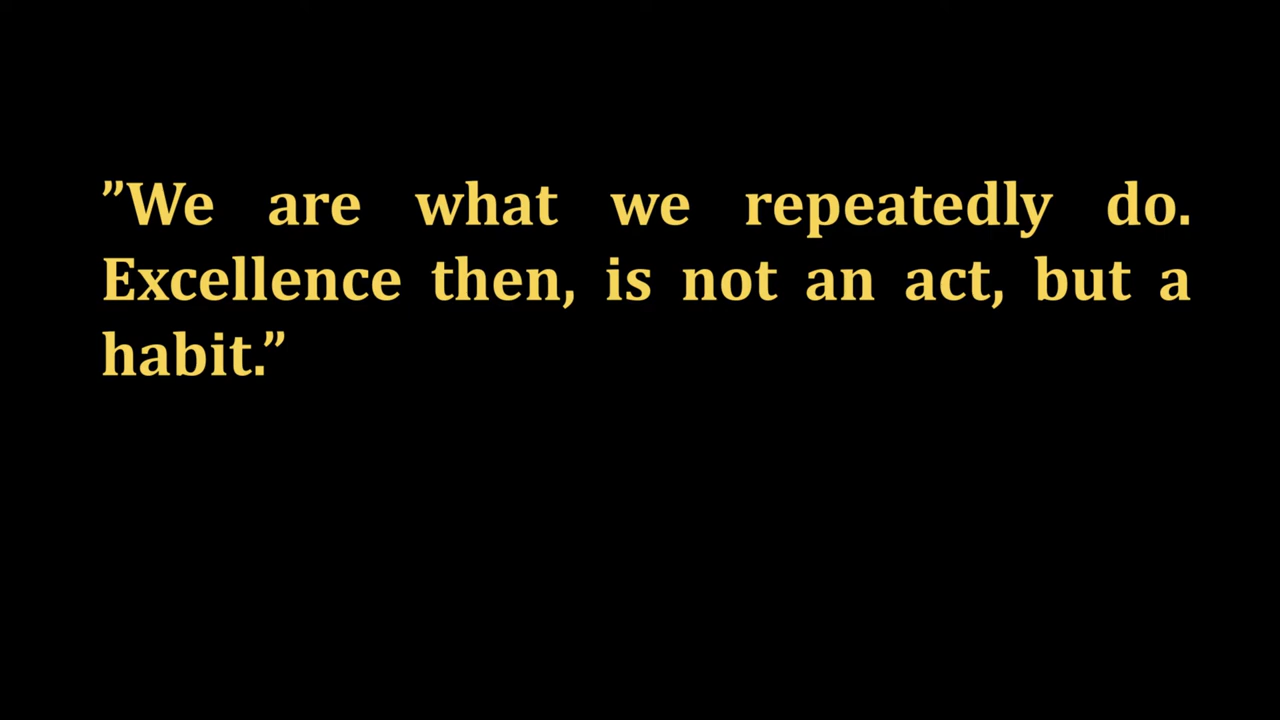 ”We are what we repeatedly do.
Excellence then, is not an act, but a
habit.”